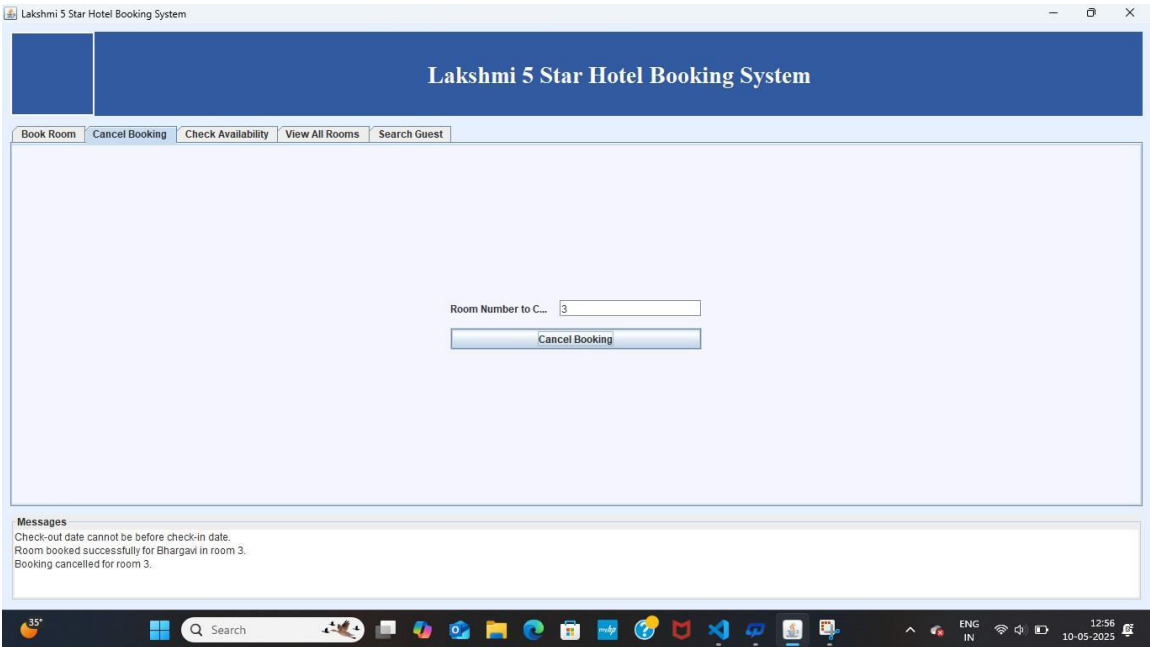 Lakshmi 5 Star Hotel Booking System
Lakshmi 5 Star Hotel Booking System
Book Room Cancel Booking Check Availability View All Rooms Search Guest
Room Number to C... 3
Cancel Booking
Messages
Check-out date cannot be before check-in date.
Room booked successfully for Bhargavi in room 3.
Booking cancelled for room 3.
35°
Search
myhp
ENG
IN
12:56
10-05-2025